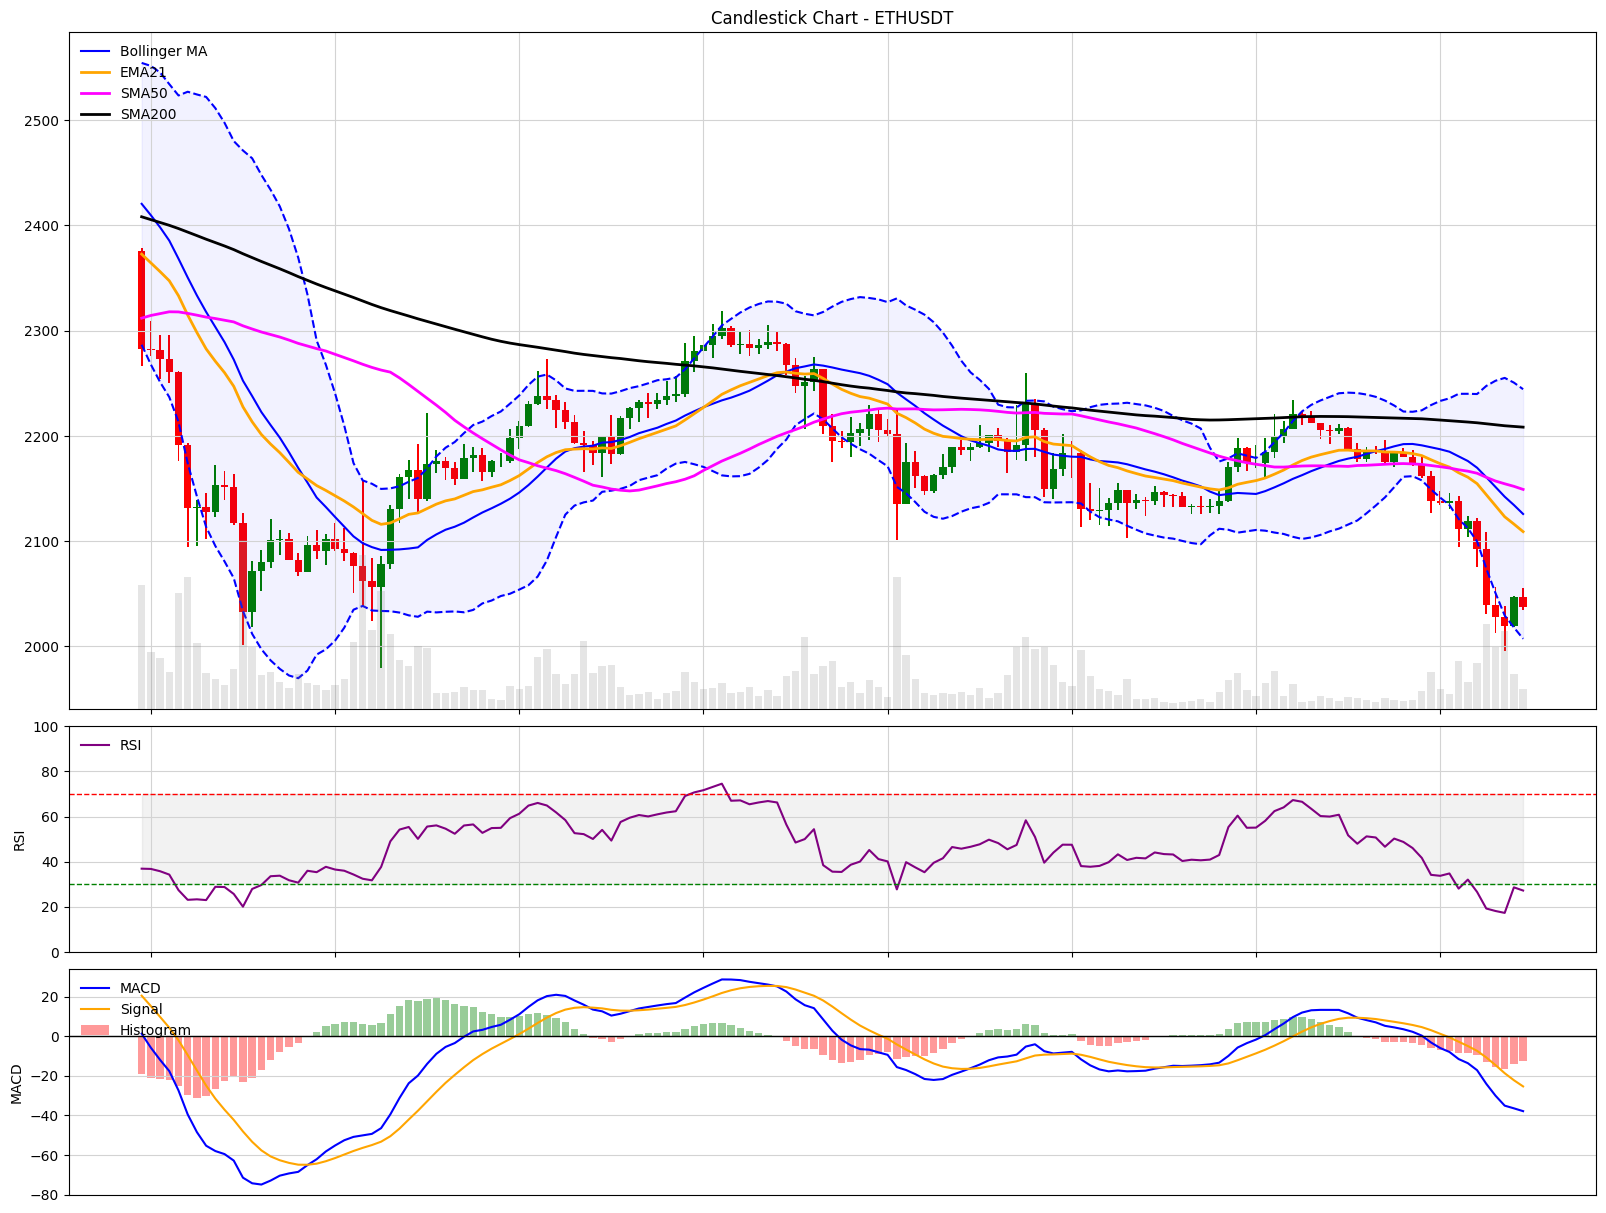 Candlestick Chart - ETHUSDT
Bollinger MA
EMA21
SMA50
SMA200
2500
2400
2300
2200
2100
2000
RSI
100
80
60
40
20
0
RSI
MACD
Signal
Histogram
20
0
−20
−40
−60
−80
MACD